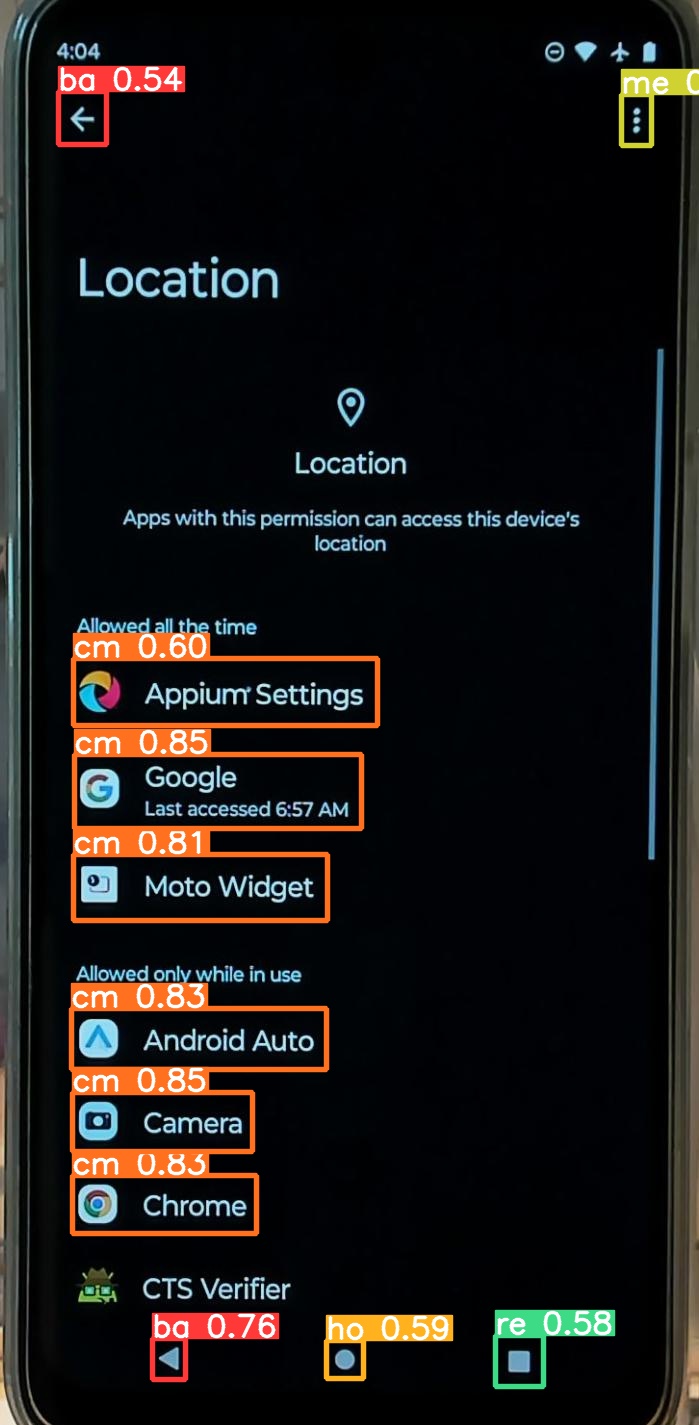 4:04
ba 0.54
me 0
Location
Location
Apps with this permission can access this device's
location
Allowed all the time
cm 0.60
Appium Settings
cm 0.85
Google
Last accessed 6:57 AM
cm 0.81
Moto Widget
Allowed only while in use
cm 0.83
Android Auto
cm 0.85
Camera
cm 0.83
Chrome
CTS Verifier
ba 0.76
ho 0.59
re 0.58